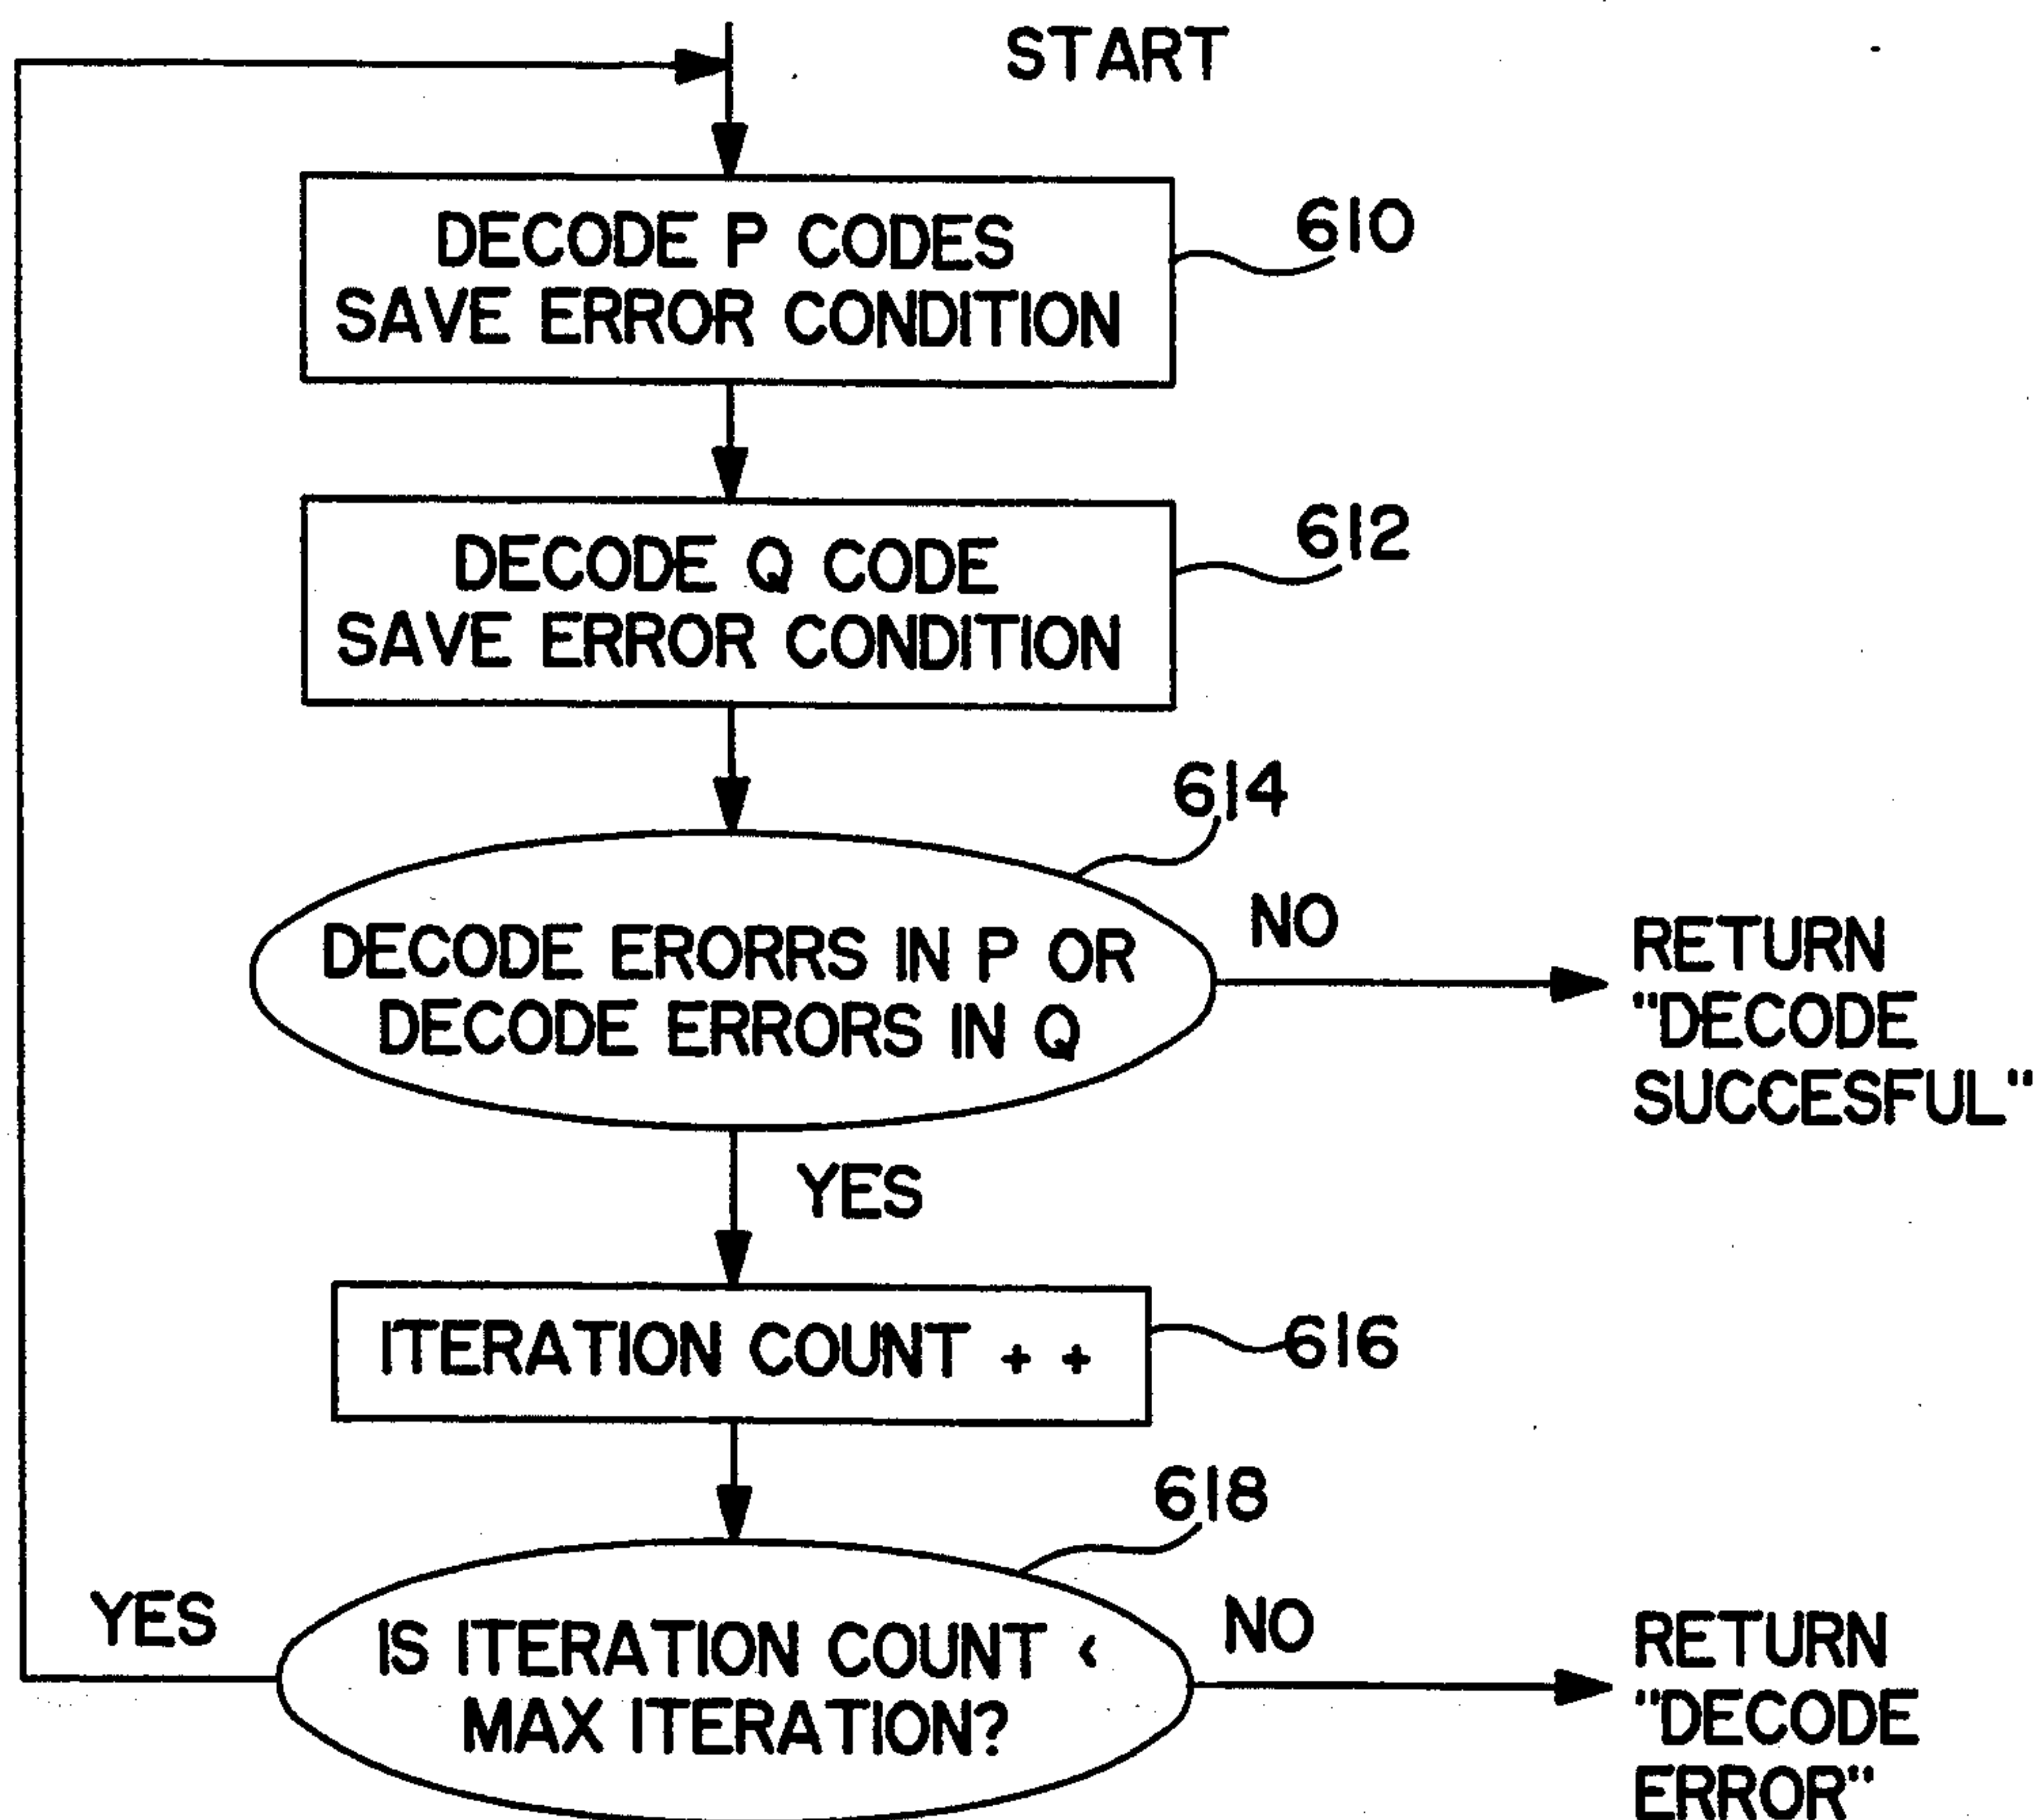 START
DECODE P CODES
SAVE ERROR CONDITION
610
DECODE Q CODE
SAVE ERROR CONDITION
612
614
DECODE ERORRS IN P OR
DECODE ERRORS IN Q
NO
RETURN
"DECODE
SUCCESFUL"
YES
ITERATION COUNT + +
616
618
YES
IS ITERATION COUNT <
MAX ITERATION?
NO
RETURN
"DECODE
ERROR"